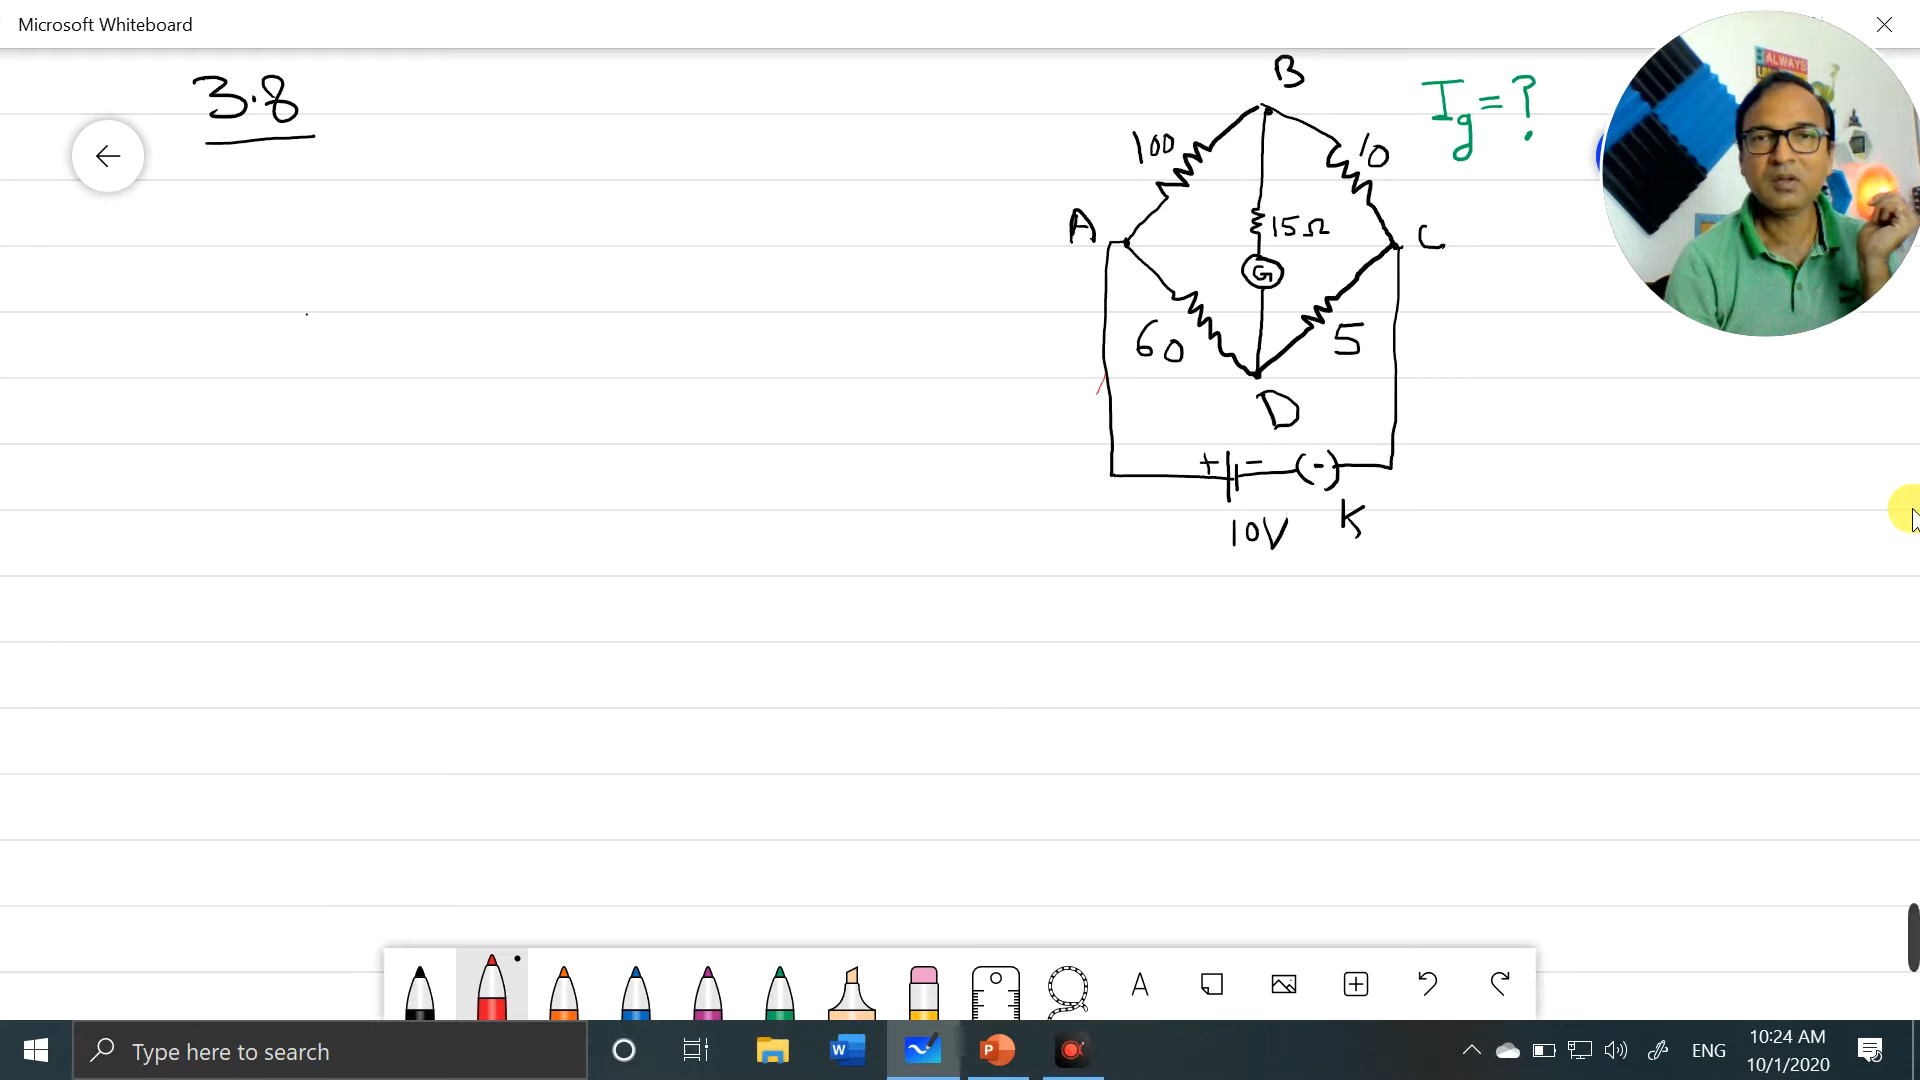 Microsoft Whiteboard
3.8
B
I g = ?
ALWAYS
100
10
A
15Ω
C
G
60
5
D
+ -
(-)
10V
K
A
Type here to search
W
P
ENG
10:24 AM
10/1/2020